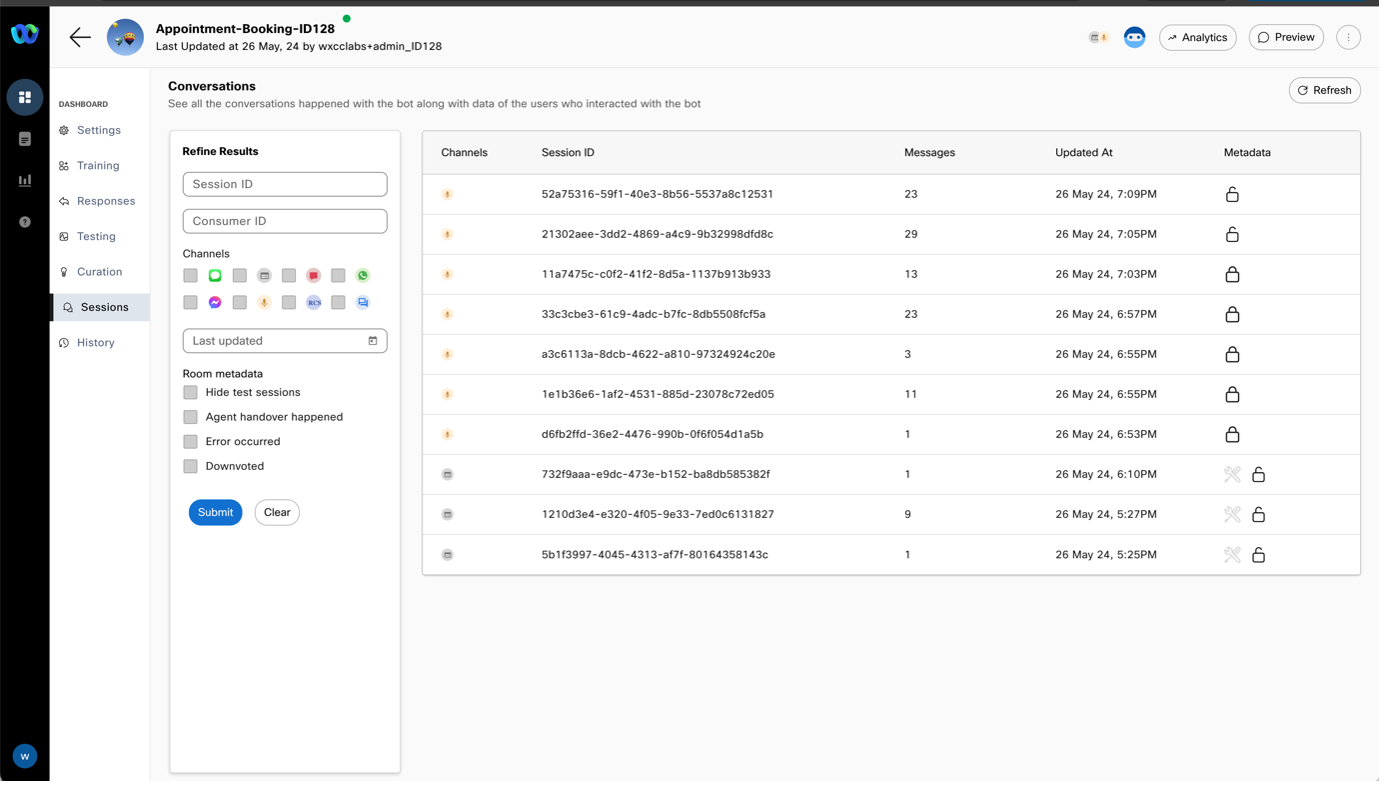 Appointment-Booking-ID128
Last Updated at 26 May, 24 by wxcclabs+admin_ID128
Analytics
Preview
DASHBOARD
Settings
Training
Responses
Testing
Curation
Sessions
History
W
Conversations
See all the conversations happened with the bot along with data of the users who interacted with the bot
Refresh
Refine Results
Session ID
Consumer ID
Channels
RCS
Last updated
Room metadata
Hide test sessions
Agent handover happened
Error occurred
Downvoted
Submit Clear
Channels Session ID Messages Updated At Metadata
52a75316-59f1-40e3-8b56-5537a8c12531 23 26 May 24, 7:09PM
21302aee-3dd2-4869-a4c9-9b32998dfd8c 29 26 May 24, 7:05PM
11a7475c-c0f2-41f2-8d5a-1137b913b933 13 26 May 24, 7:03PM
33c3cbe3-61c9-4adc-b7fc-8db5508fcf5a 23 26 May 24, 6:57PM
a3c6113a-8dcb-4622-a810-97324924c20e 3 26 May 24, 6:55PM
1e1b36e6-1af2-4531-885d-23078c72ed05 11 26 May 24, 6:55PM
d6fb2ffd-36e2-4476-990b-0f6f054d1a5b 1 26 May 24, 6:53PM
732f9aaa-e9dc-473e-b152-ba8db585382f 1 26 May 24, 6:10PM
1210d3e4-e320-4f05-9e33-7ed0c6131827 9 26 May 24, 5:27PM
5b1f3997-4045-4313-af7f-80164358143c 1 26 May 24, 5:25PM